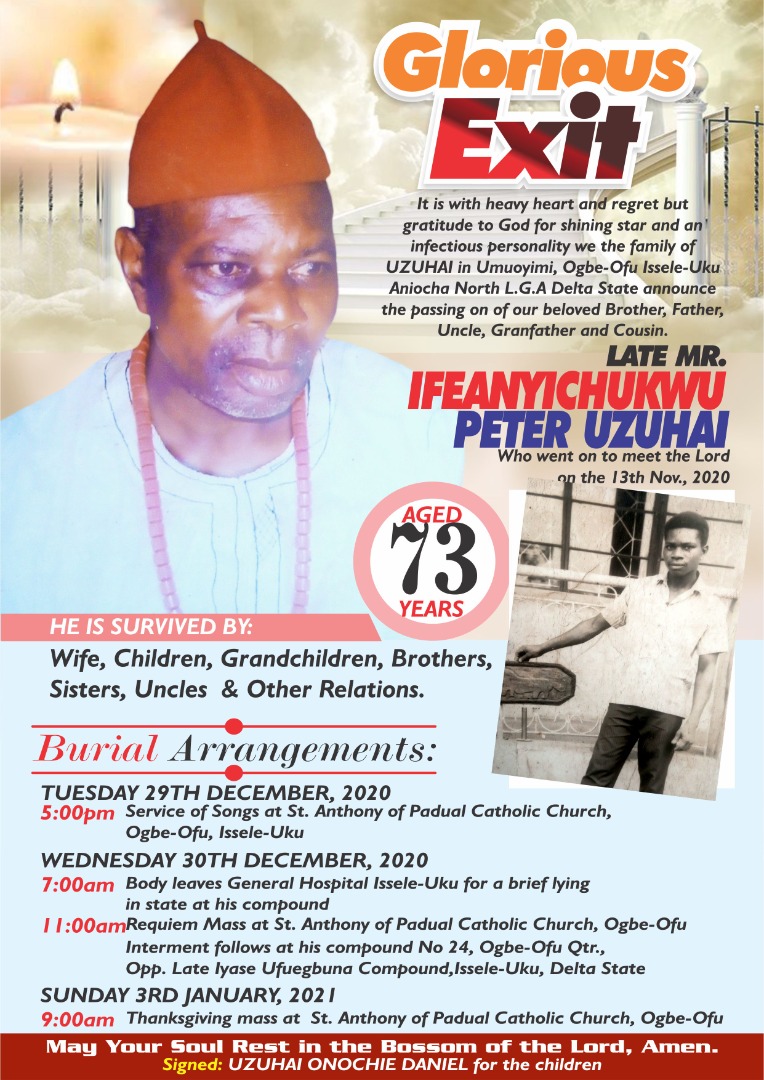 Glorious
Exit
It is with heavy heart and regret but
gratitude to God for shining star and an
infectious personality we the family of
UZUHAI in Umuoyimi, Ogbe-Ofu Issele-Uku
Aniocha North L.G.A Delta State announce
the passing on of our beloved Brother, Father,
Uncle, Granfather and Cousin.
LATE MR.
IFEANYICHUKWU
PETER UZUHAI
Who went on to meet the Lord
on the 13th Nov., 2020
AGED
73
YEARS
HE IS SURVIVED BY:
Wife, Children, Grandchildren, Brothers,
Sisters, Uncles & Other Relations.
Burial Arrangements:
TUESDAY 29TH DECEMBER, 2020
5:00pm Service of Songs at St. Anthony of Padual Catholic Church,
Ogbe-Ofu, Issele-Uku
WEDNESDAY 30TH DECEMBER, 2020
7:00am Body leaves General Hospital Issele-Uku for a brief lying
in state at his compound
11:00am Requiem Mass at St. Anthony of Padual Catholic Church, Ogbe-Ofu
Interment follows at his compound No 24, Ogbe-Ofu Qtr.,
Opp. Late Iyase Ufuegbuna Compound,Issele-Uku, Delta State
SUNDAY 3RD JANUARY, 2021
9:00am Thanksgiving mass at St. Anthony of Padual Catholic Church, Ogbe-Ofu
May Your Soul Rest in the Bossom of the Lord, Amen.
Signed: UZUHAI ONOCHIE DANIEL for the children